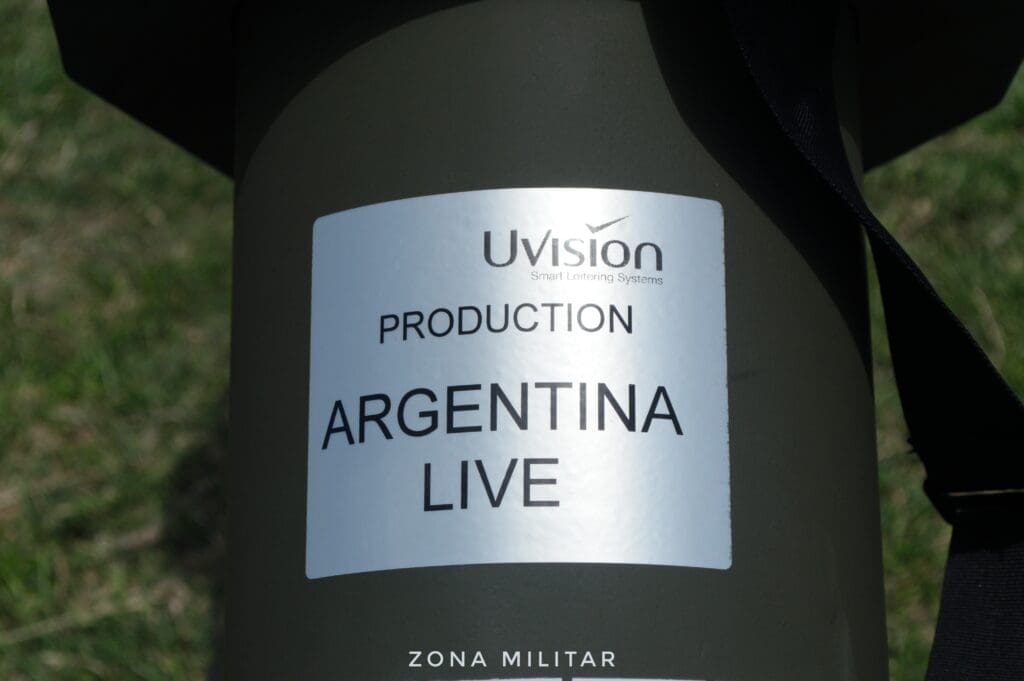 UVision
Smart Loitering Systems
PRODUCTION
ARGENTINA
LIVE
ZONA MILITAR